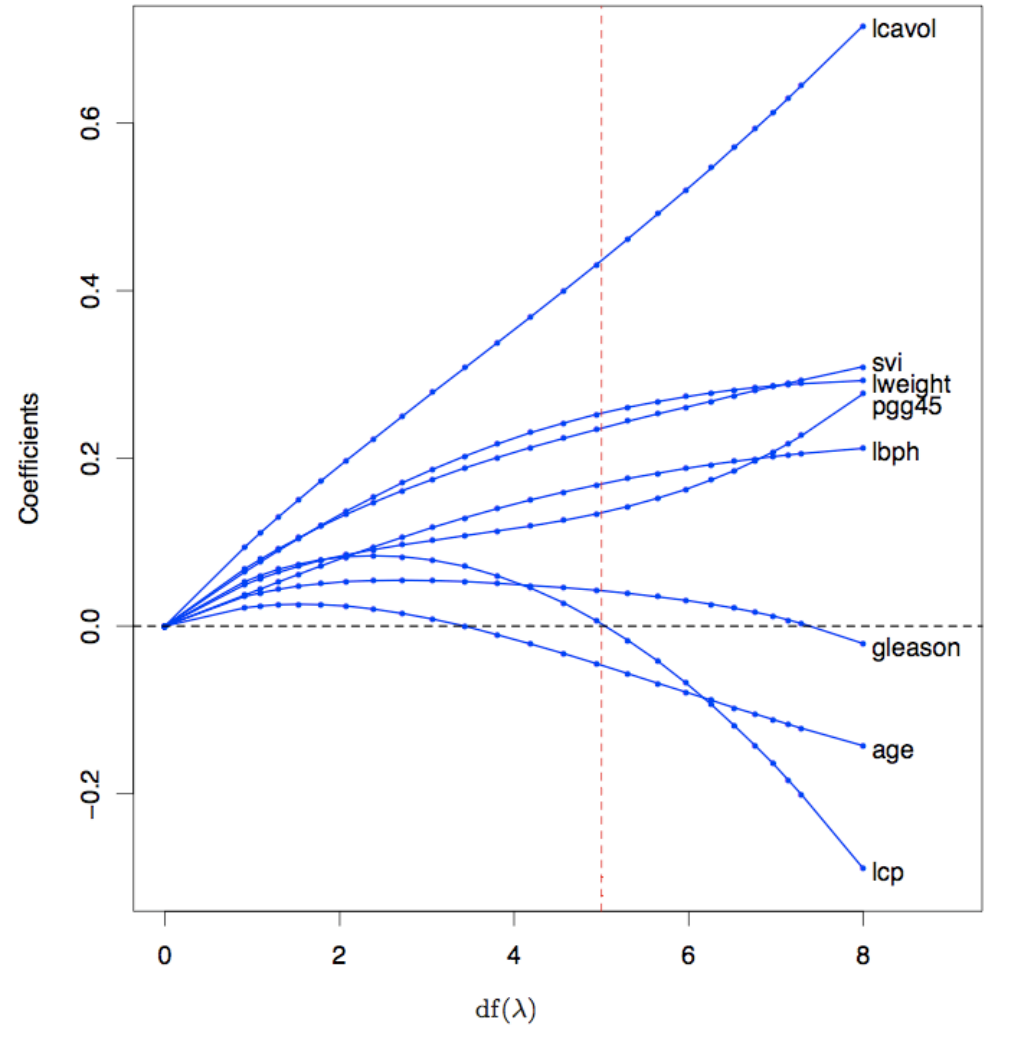 lcavol
0.6
0.4
svi
lweight
pgg45
0.2
lbph
Coefficients
0.0
gleason
age
−0.2
lcp
0 2 4 6 8
df(λ)